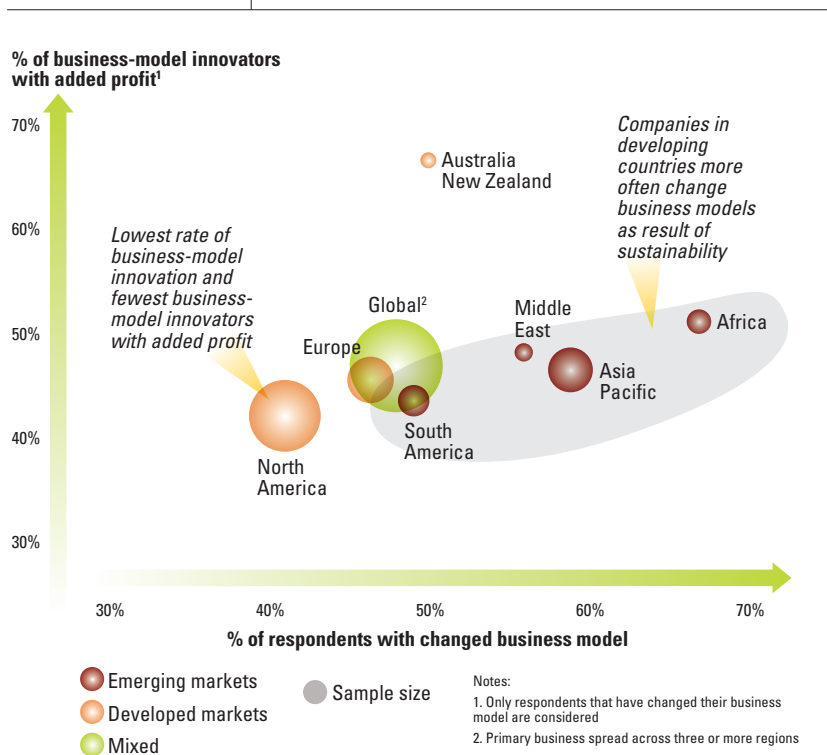 % of business-model innovators
with added profit¹
70%
60%
50%
40%
30%
Australia
New Zealand
Companies in
developing
countries more
often change
business models
as result of
sustainability
Lowest rate of
business-model
innovation and
fewest business-
model innovators
with added profit
Global²
Europe
Middle
East
Africa
Asia
Pacific
South
America
North
America
30%
40%
50%
60%
70%
% of respondents with changed business model
Emerging markets
Developed markets
Mixed
Sample size
Notes:
1. Only respondents that have changed their business
model are considered
2. Primary business spread across three or more regions